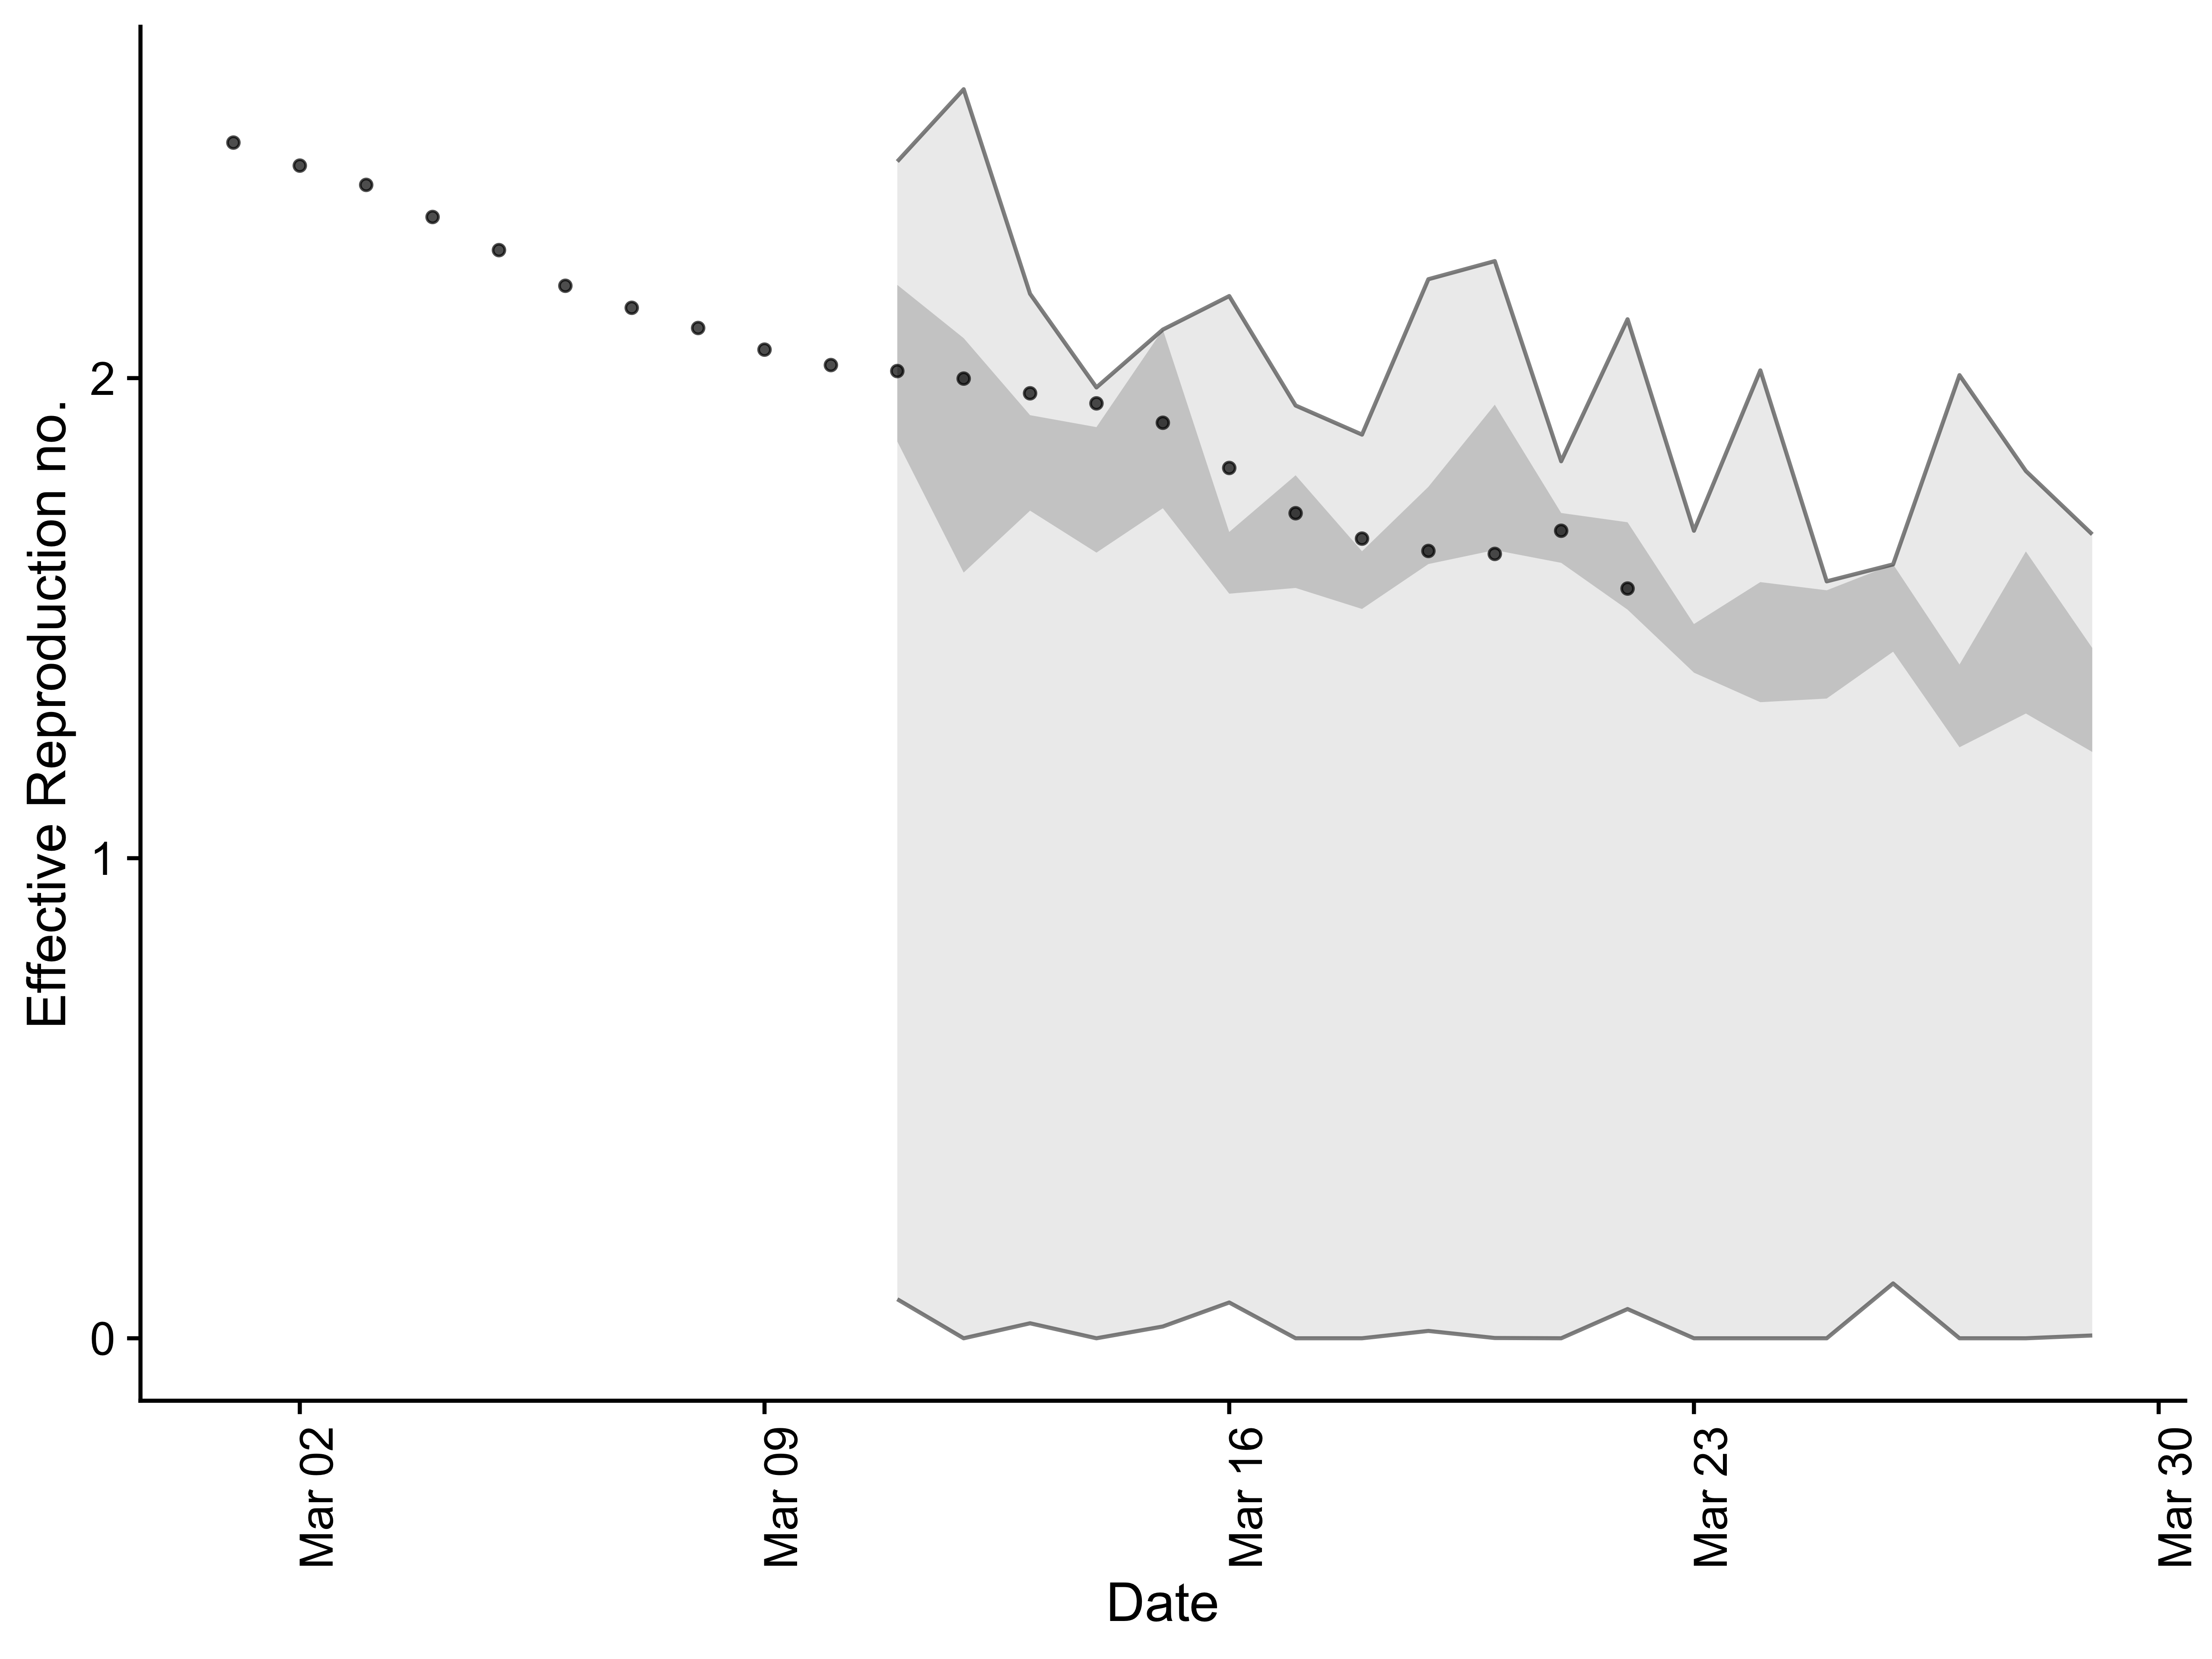 Effective Reproduction no.
2
1
0
Mar 02
Mar 09
Mar 16
Mar 23
Mar 30
Date